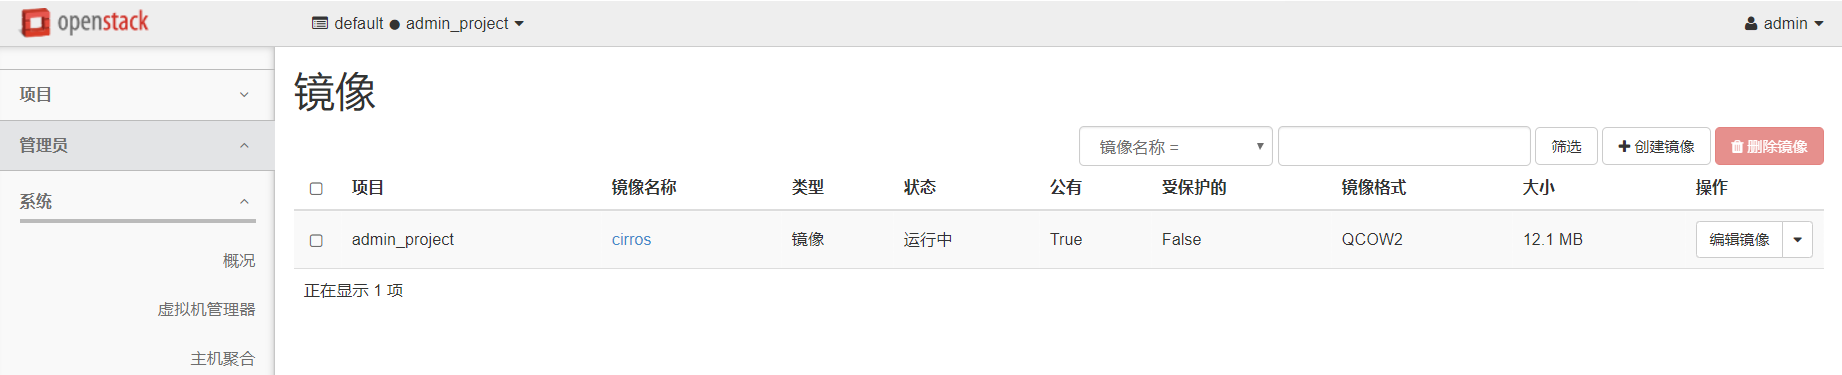 openstack
default ● admin_project
admin
项目
管理员
系统
概况
虚拟机管理器
主机聚合
镜像
镜像名称 =
筛选
创建镜像
删除镜像
项目 镜像名称 类型 状态 公有 受保护的 镜像格式 大小 操作
admin_project cirros 镜像 运行中 True False QCOW2 12.1 MB 编辑镜像
正在显示 1 项